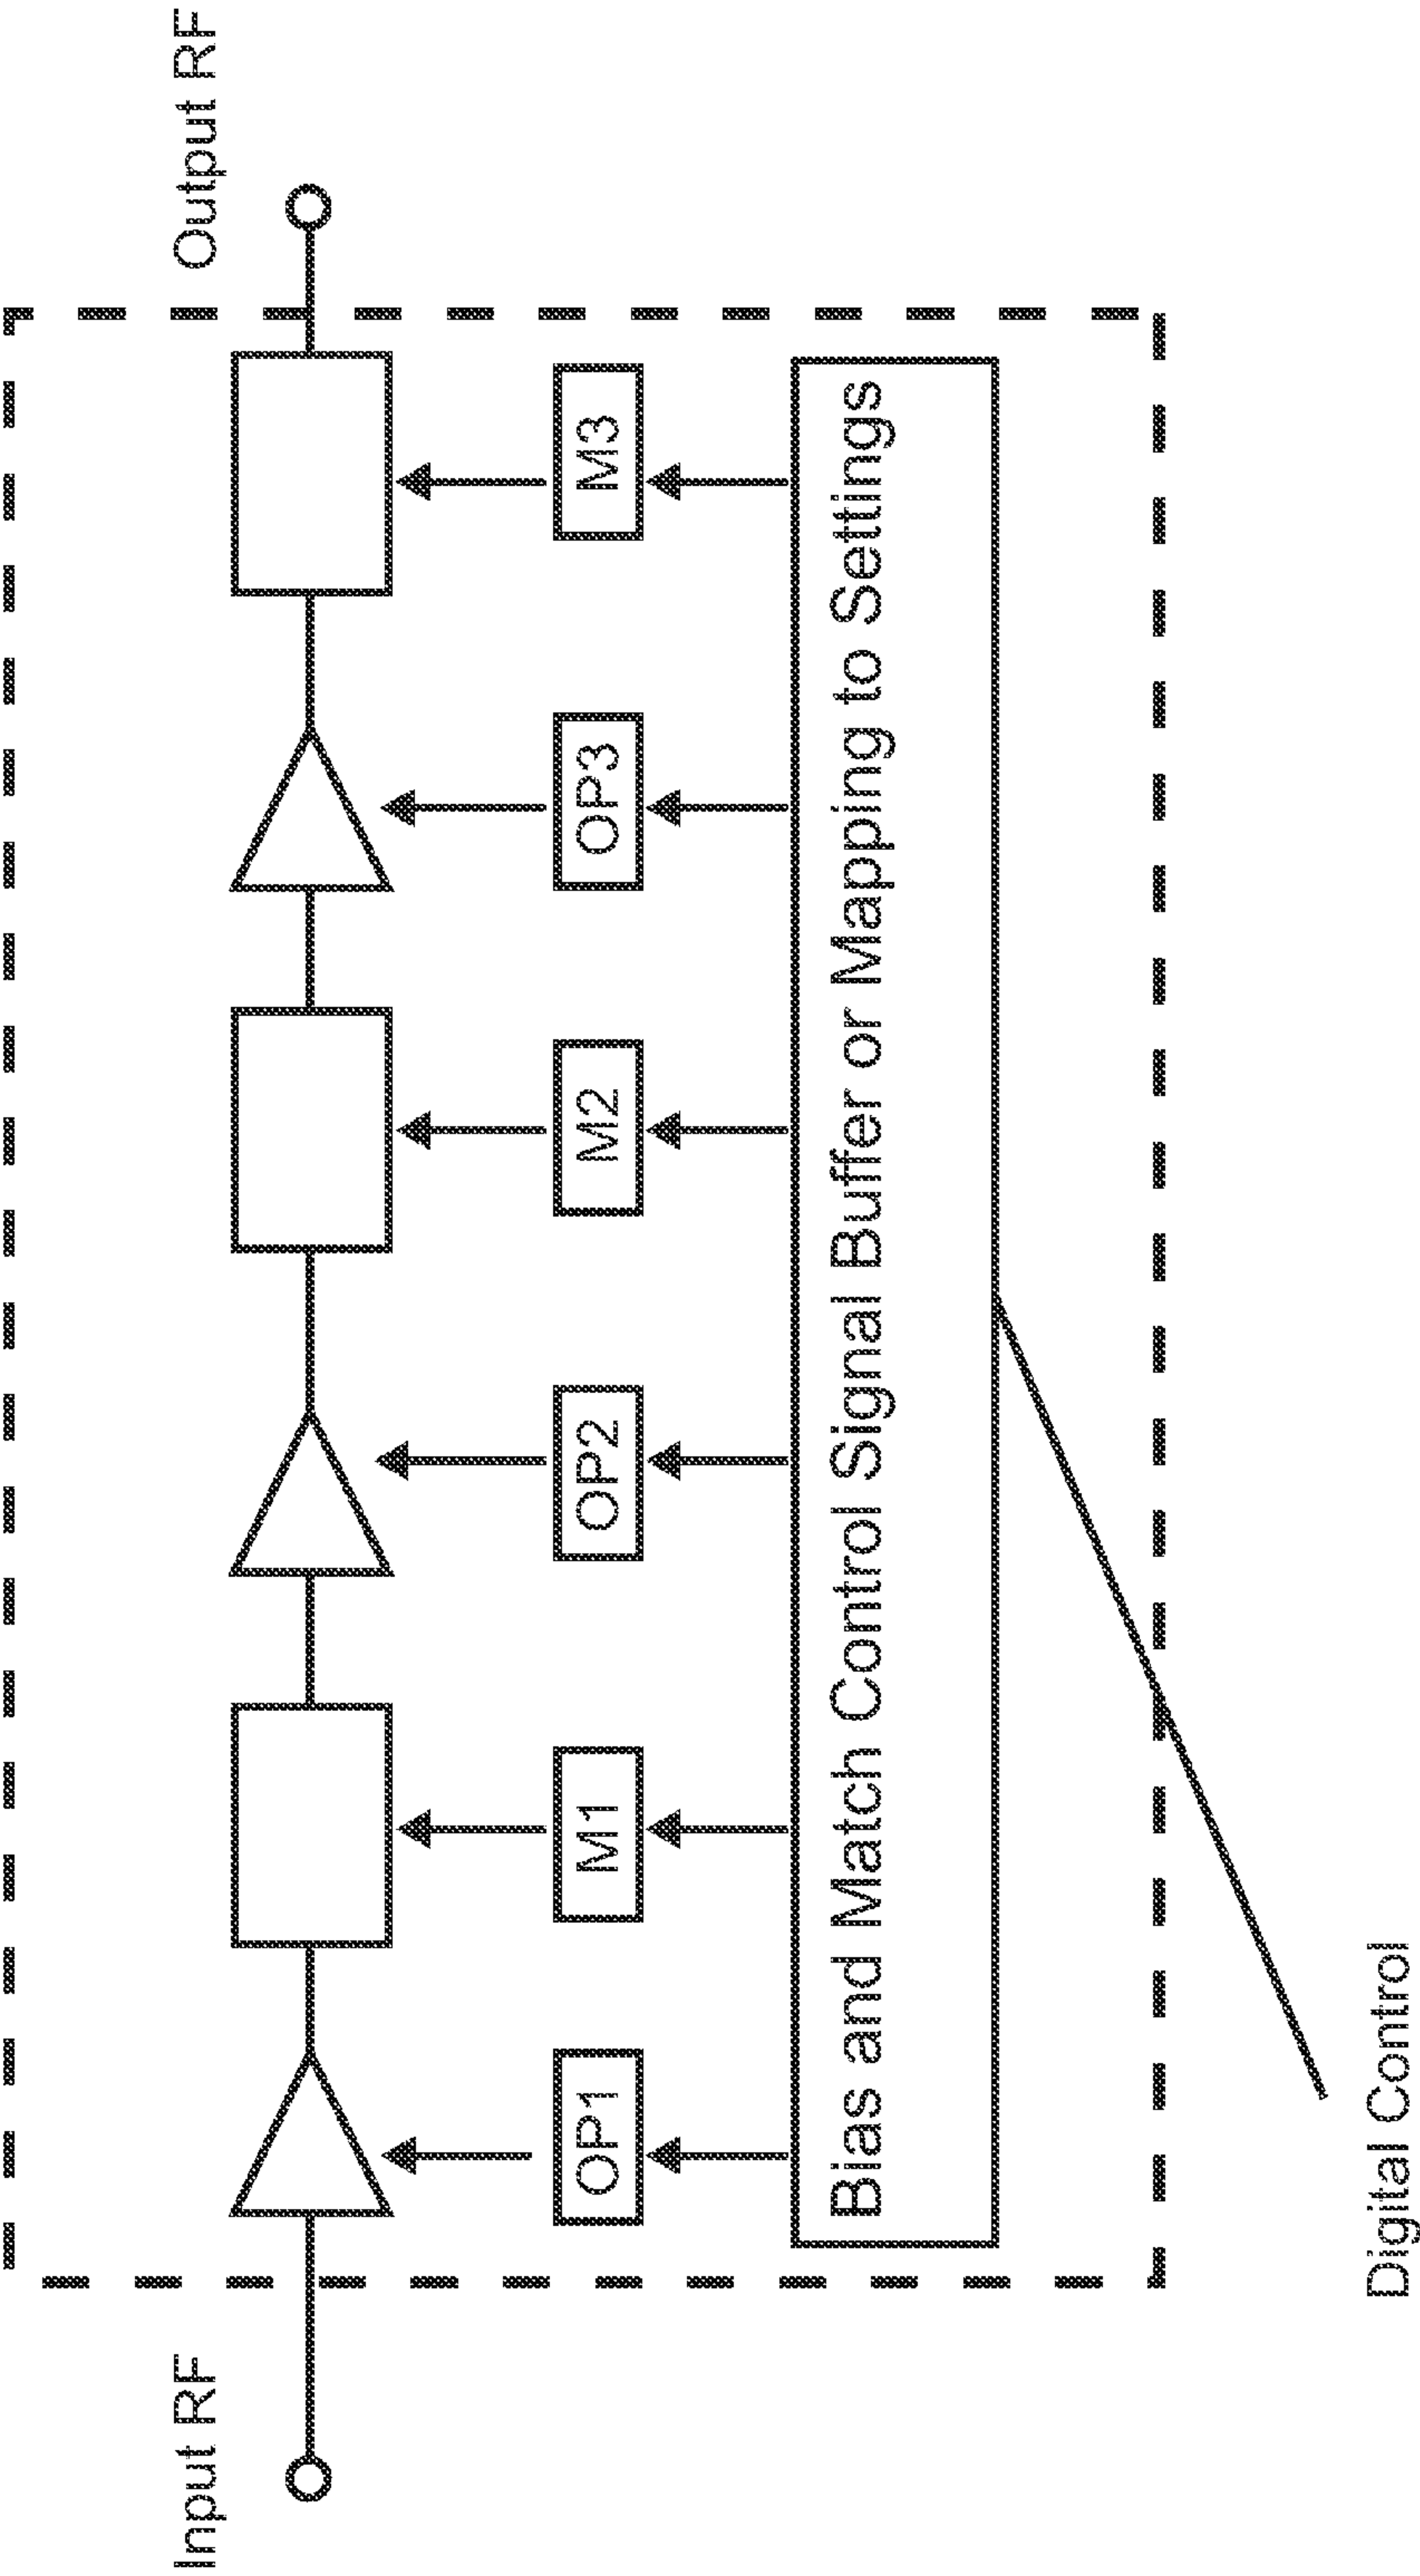 Input RF
Output RF
OP1
M1
OP2
M2
OP3
M3
Bias and Match Control Signal Buffer or Mapping to Settings
Digital Control